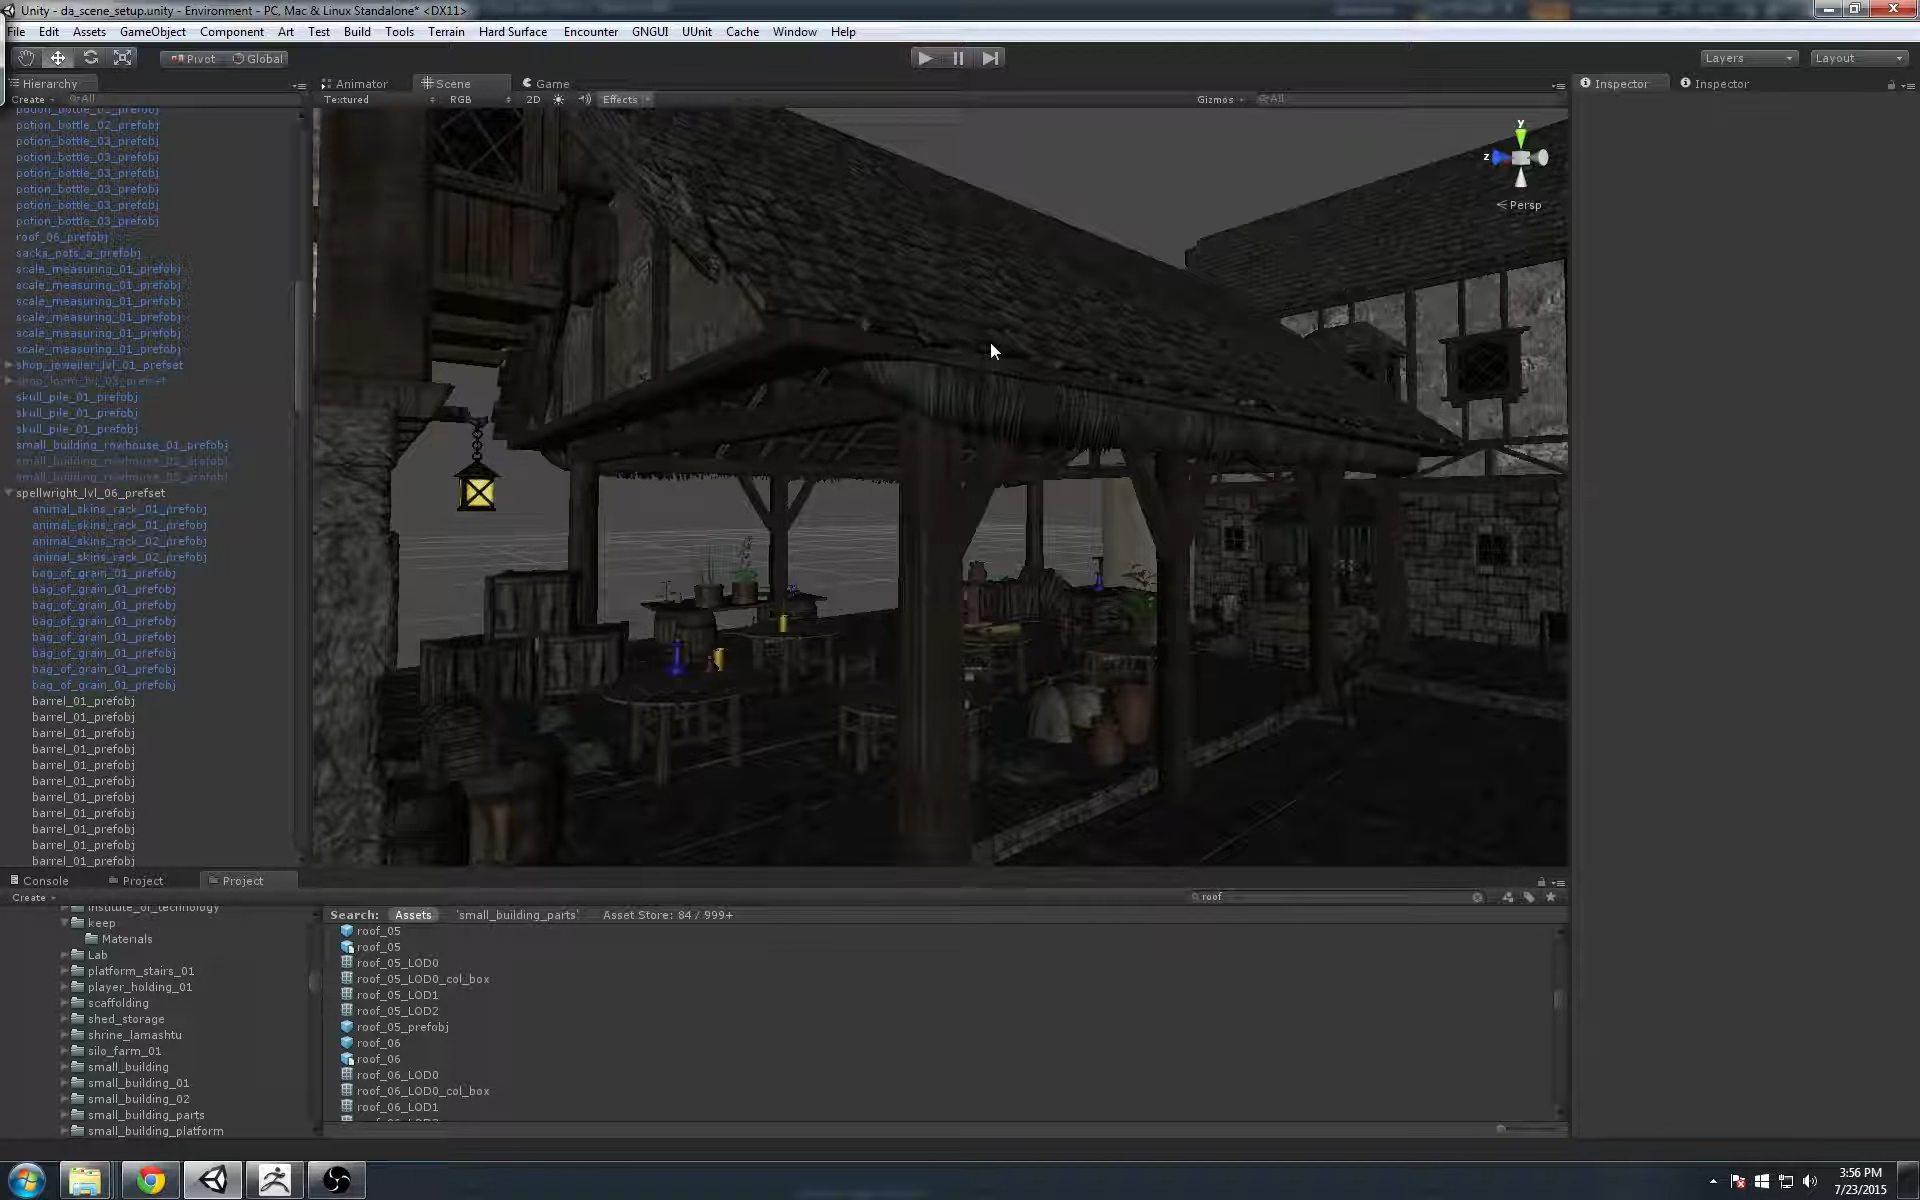 Unity - da_scene_setup.unity - Environment - PC, Mac & Linux Standalone* <DX11>
File Edit Assets GameObject Component Art Test Build Tools Terrain Hard Surface Encounter GNGUI UUnit Cache Window Help
Pivot Global Layers Layout
Hierarchy Animator Scene Game Inspector Inspector
Create All Textured RGB 2D Effects Gizmos All
potion_bottle_02_prefobj
potion_bottle_03_prefobj
potion_bottle_03_prefobj
potion_bottle_03_prefobj
potion_bottle_03_prefobj
potion_bottle_03_prefobj
potion_bottle_03_prefobj
roof_06_prefobj
sacks_pots_a_prefobj
scale_measuring_01_prefobj
scale_measuring_01_prefobj
scale_measuring_01_prefobj
scale_measuring_01_prefobj
scale_measuring_01_prefobj
scale_measuring_01_prefobj
shop_jeweller_lvl_01_prefset
shop_loom_lvl_03_prefset
skull_pile_01_prefobj
skull_pile_01_prefobj
skull_pile_01_prefobj
small_building_rowhouse_01_prefobj
small_building_rowhouse_02_prefobj
spellwright_lvl_06_prefset
animal_skins_rack_01_prefobj
animal_skins_rack_01_prefobj
animal_skins_rack_02_prefobj
animal_skins_rack_02_prefobj
bag_of_grain_01_prefobj
bag_of_grain_01_prefobj
bag_of_grain_01_prefobj
bag_of_grain_01_prefobj
bag_of_grain_01_prefobj
bag_of_grain_01_prefobj
bag_of_grain_01_prefobj
bag_of_grain_01_prefobj
barrel_01_prefobj
barrel_01_prefobj
barrel_01_prefobj
barrel_01_prefobj
barrel_01_prefobj
barrel_01_prefobj
barrel_01_prefobj
barrel_01_prefobj
barrel_01_prefobj
barrel_01_prefobj
barrel_01_prefobj
y
z
Persp
Console Project Project
Create roof
institute_of_technology
keep
Materials
Lab
platform_stairs_01
player_holding_01
scaffolding
shed_storage
shrine_lamashtu
silo_farm_01
small_building
small_building_01
small_building_02
small_building_parts
small_building_platform
Search: Assets 'small_building_parts' Asset Store: 84 / 999+
roof_05
roof_05
roof_05_LOD0
roof_05_LOD0_col_box
roof_05_LOD1
roof_05_LOD2
roof_05_prefobj
roof_06
roof_06
roof_06_LOD0
roof_06_LOD0_col_box
roof_06_LOD1
3:56 PM
7/23/2015